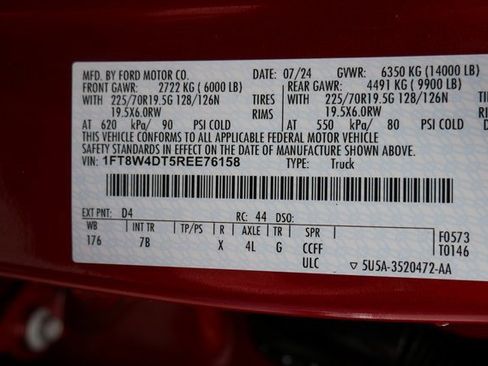 MFD. BY FORD MOTOR CO. DATE: 07/24 GVWR: 6350 KG (14000 LB)
FRONT GAWR: 2722 KG (6000 LB) REAR GAWR: 4491 KG (9900 LB)
WITH 225/70R19.5G 128/126N TIRES WITH 225/70R19.5G 128/126N TIRES
19.5X6.0RW RIMS 19.5X6.0RW RIMS
AT 620 kPa/ 90 PSI COLD AT 550 kPa/ 80 PSI COLD
THIS VEHICLE CONFORMS TO ALL APPLICABLE FEDERAL MOTOR VEHICLE
SAFETY STANDARDS IN EFFECT ON THE DATE OF MANUFACTURE SHOWN ABOVE.
VIN: 1FT8W4DT5REE76158 TYPE: Truck
EXT PNT: D4 RC: 44 DSO: F0573
WB INT TR TP/PS R AXLE TR SPR T0146
176 7B X 4L G CCFF
ULC ▽ 5U5A-3520472-AA